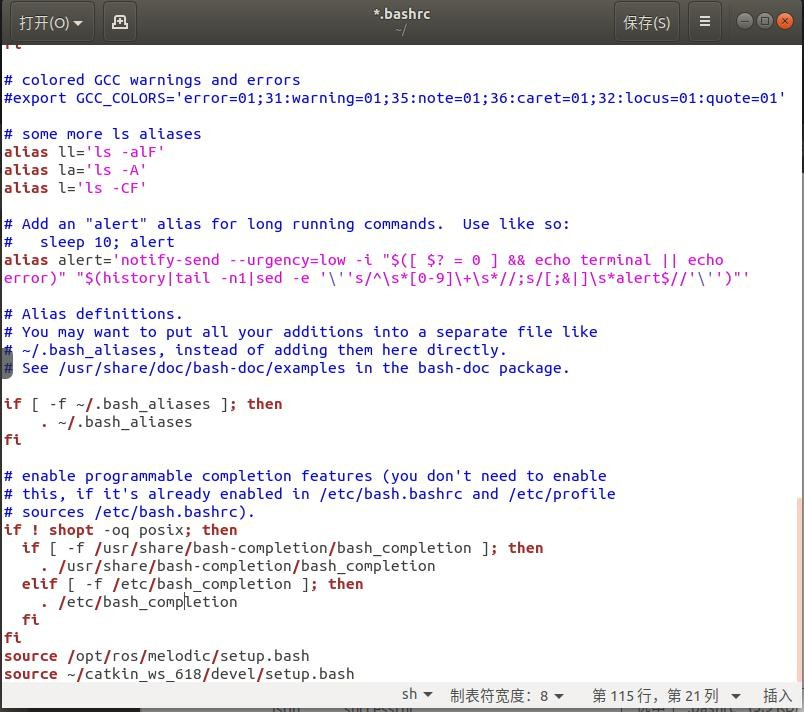 打开(O)
*.bashrc
~/
保存(S)
fi
# colored GCC warnings and errors
#export GCC_COLORS='error=01;31:warning=01;35:note=01;36:caret=01;32:locus=01:quote=01'
# some more ls aliases
alias ll='ls -alF'
alias la='ls -A'
alias l='ls -CF'
# Add an "alert" alias for long running commands.  Use like so:
#   sleep 10; alert
alias alert='notify-send --urgency=low -i "$([ $? = 0 ] && echo terminal || echo
error)" "$(history|tail -n1|sed -e '\''s/^\s*[0-9]\+\s*//;s/[;&|]\s*alert$//'\'')"'
# Alias definitions.
# You may want to put all your additions into a separate file like
# ~/.bash_aliases, instead of adding them here directly.
# See /usr/share/doc/bash-doc/examples in the bash-doc package.
if [ -f ~/.bash_aliases ]; then
    . ~/.bash_aliases
fi
# enable programmable completion features (you don't need to enable
# this, if it's already enabled in /etc/bash.bashrc and /etc/profile
# sources /etc/bash.bashrc).
if ! shopt -oq posix; then
  if [ -f /usr/share/bash-completion/bash_completion ]; then
    . /usr/share/bash-completion/bash_completion
  elif [ -f /etc/bash_completion ]; then
    . /etc/bash_completion
  fi
fi
source /opt/ros/melodic/setup.bash
source ~/catkin_ws_618/devel/setup.bash
sh 制表符宽度：8 第 115 行，第 21 列 插入